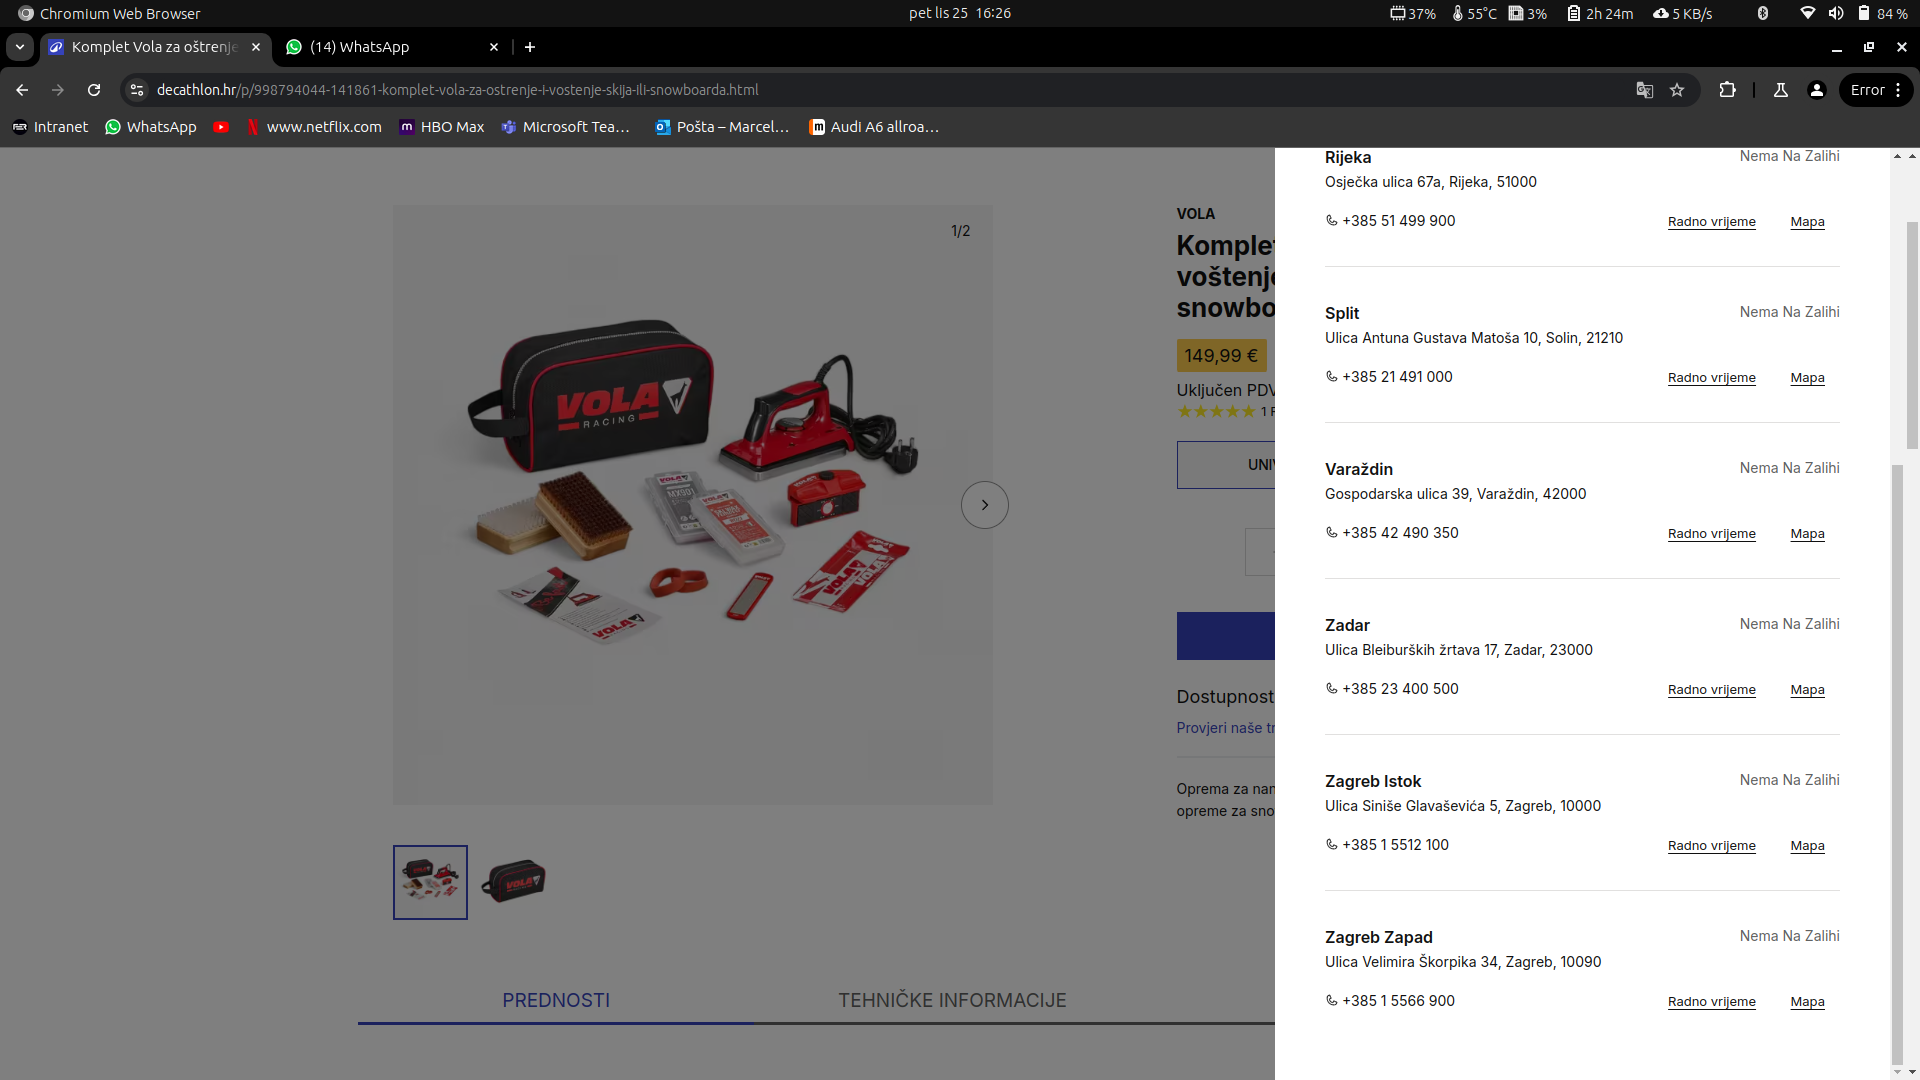 Chromium Web Browser
pet lis 25 16:26
37% 55°C 3% 2h 24m 5 KB/s 84 %
Komplet Vola za oštrenje
(14) WhatsApp
decathlon.hr/p/998794044-141861-komplet-vola-za-ostrenje-i-vostenje-skija-ili-snowboarda.html
Error
Intranet
WhatsApp
www.netflix.com
HBO Max
Microsoft Tea…
Pošta – Marcel…
Audi A6 allroa…
1/2
VOLA
RACING
VOLA
Komplet
voštenje
snowbo
149,99 €
Uključen PDV
1
UNIV
Dostupnost
Provjeri naše tr
Oprema za nan
opreme za sno
PREDNOSTI
TEHNIČKE INFORMACIJE
Rijeka
Nema Na Zalihi
Osječka ulica 67a, Rijeka, 51000
+385 51 499 900
Radno vrijeme
Mapa
Split
Nema Na Zalihi
Ulica Antuna Gustava Matoša 10, Solin, 21210
+385 21 491 000
Radno vrijeme
Mapa
Varaždin
Nema Na Zalihi
Gospodarska ulica 39, Varaždin, 42000
+385 42 490 350
Radno vrijeme
Mapa
Zadar
Nema Na Zalihi
Ulica Bleiburških žrtava 17, Zadar, 23000
+385 23 400 500
Radno vrijeme
Mapa
Zagreb Istok
Nema Na Zalihi
Ulica Siniše Glavaševića 5, Zagreb, 10000
+385 1 5512 100
Radno vrijeme
Mapa
Zagreb Zapad
Nema Na Zalihi
Ulica Velimira Škorpika 34, Zagreb, 10090
+385 1 5566 900
Radno vrijeme
Mapa